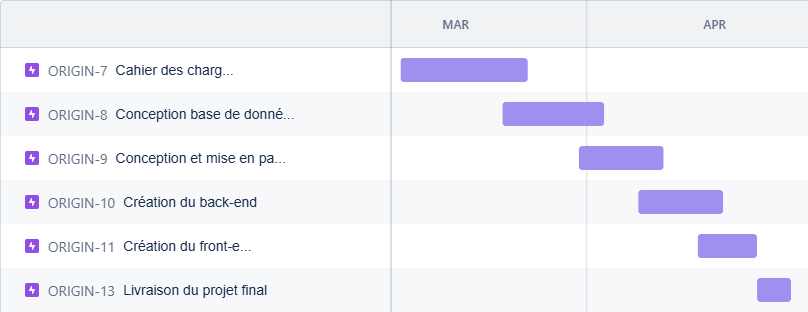 MAR APR
ORIGIN-7 Cahier des charg...
ORIGIN-8 Conception base de donné...
ORIGIN-9 Conception et mise en pa...
ORIGIN-10 Création du back-end
ORIGIN-11 Création du front-e...
ORIGIN-13 Livraison du projet final